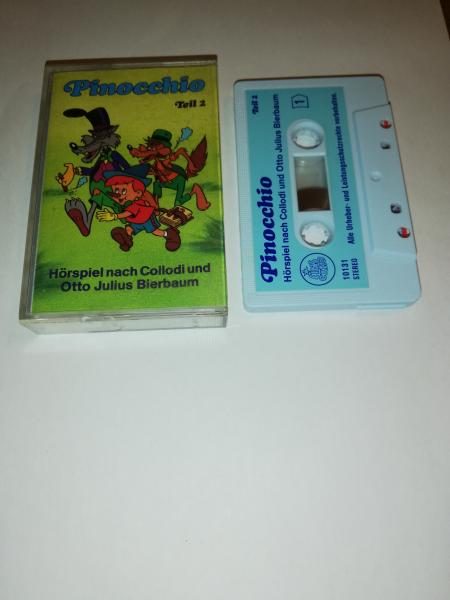 Pinocchio
Teil 2
Hörspiel nach Collodi und
Otto Julius Bierbaum
Teil 2
1
Pinocchio
Hörspiel nach Collodi und Otto Julius Bierbaum
10131
STEREO
Alle Urheber- und Leistungsschutzrechte vorbehalten.